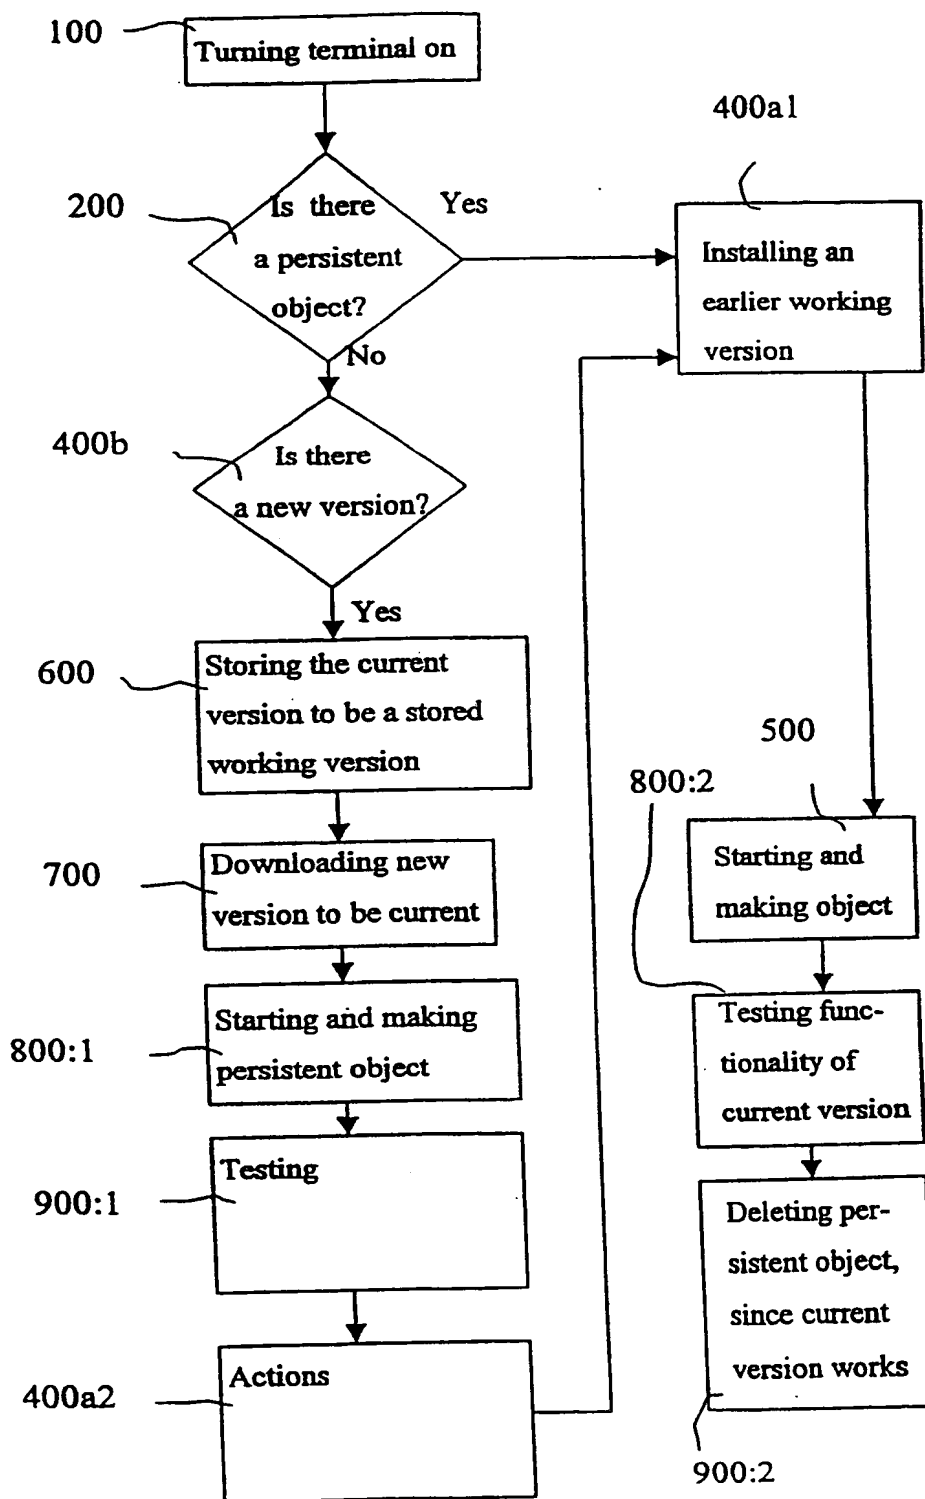 100
Turning terminal on
400a1
200
Is there
a persistent
object?
Yes
Installing an
earlier working
version
No
400b
Is there
a new version?
Yes
600
Storing the current
version to be a stored
working version
500
800:2
700
Downloading new
version to be current
Starting and
making object
800:1
Starting and making
persistent object
Testing func-
tionality of
current version
900:1
Testing
Deleting per-
sistent object,
since current
version works
400a2
Actions
900:2